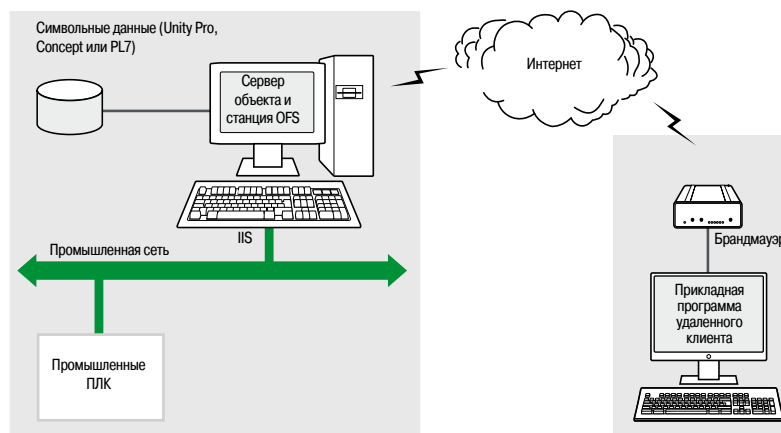 Символьные данные (Unity Pro,
Concept или PL7)
Сервер
объекта и
станция OFS
Интернет
IIS
Промышленная сеть
Промышленные
ПЛК
Брандмауэр
Прикладная
программа
удаленного
клиента